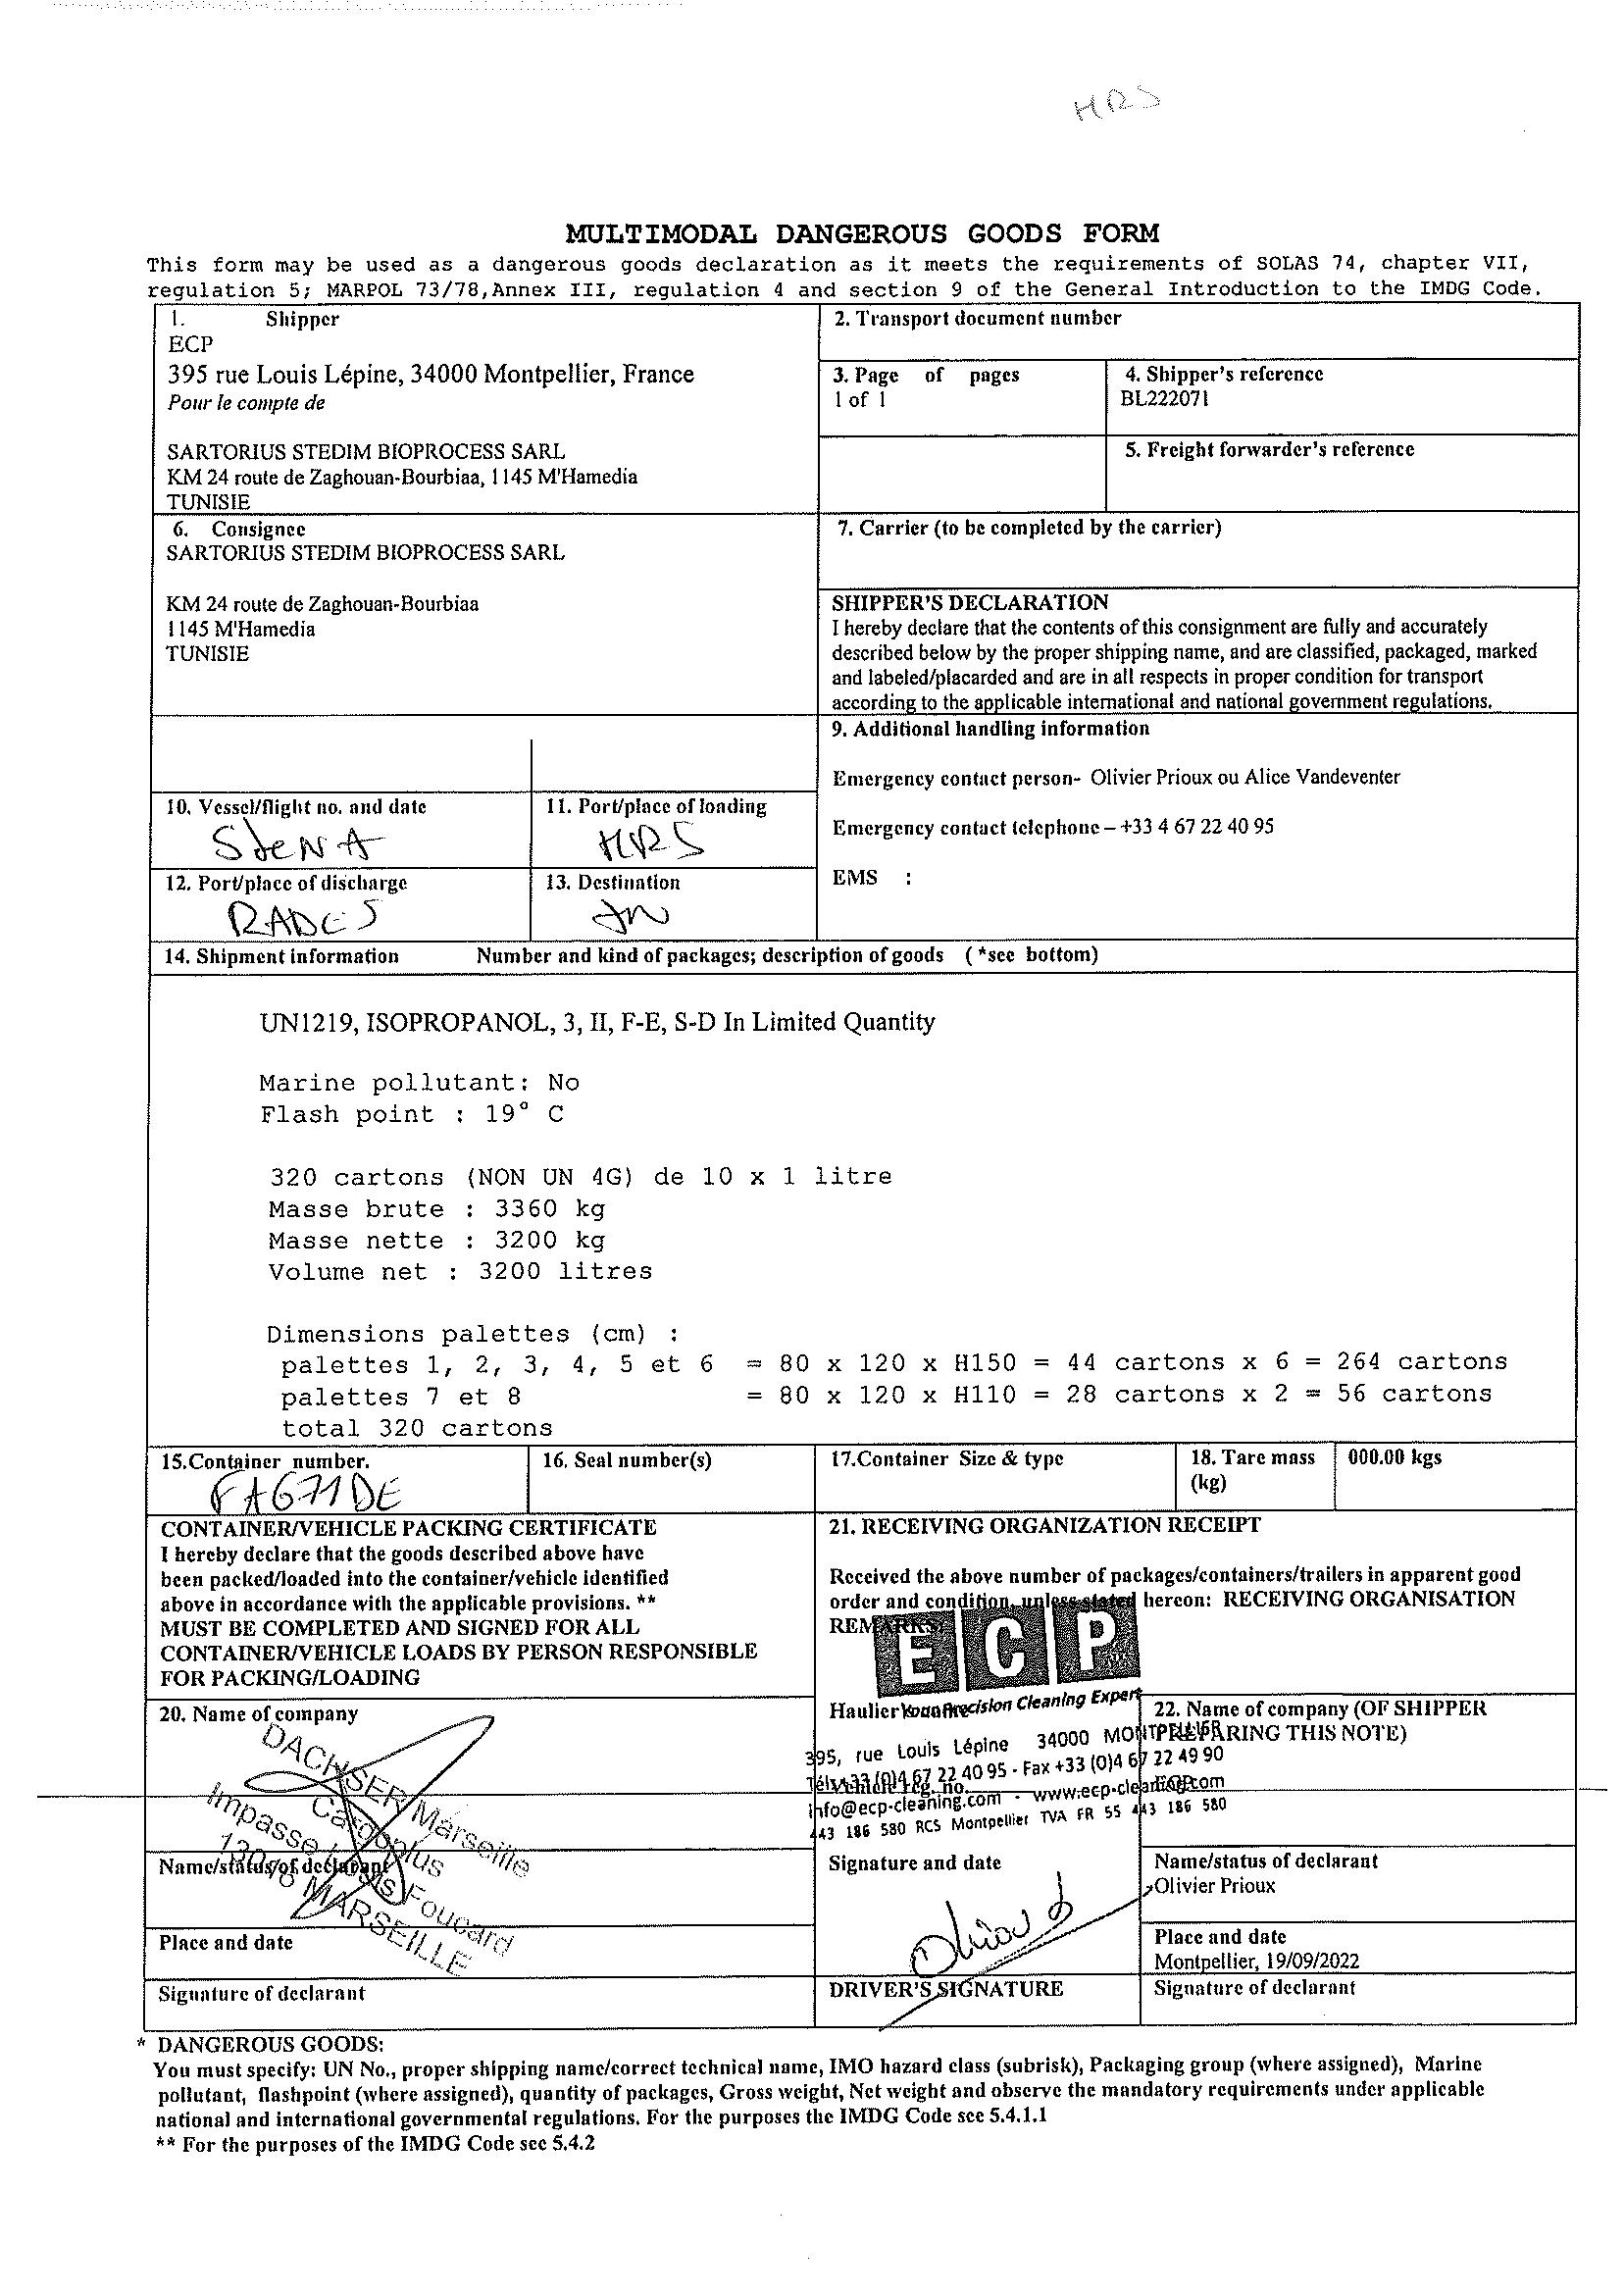 MRS
MULTIMODAL DANGEROUS GOODS FORM
This form may be used as a dangerous goods declaration as it meets the requirements of SOLAS 74, chapter VII,
regulation 5; MARPOL 73/78,Annex III, regulation 4 and section 9 of the General Introduction to the IMDG Code.
1. Shipper
ECP
395 rue Louis Lépine, 34000 Montpellier, France
Pour le compte de
SARTORIUS STEDIM BIOPROCESS SARL
KM 24 route de Zaghouan-Bourbiaa, 1145 M'Hamedia
TUNISIE
2. Transport document number
3. Page of pages
1 of 1
4. Shipper's reference
BL222071
5. Freight forwarder's reference
6. Consignee
SARTORIUS STEDIM BIOPROCESS SARL
KM 24 route de Zaghouan-Bourbiaa
1145 M'Hamedia
TUNISIE
7. Carrier (to be completed by the carrier)
SHIPPER'S DECLARATION
I hereby declare that the contents of this consignment are fully and accurately
described below by the proper shipping name, and are classified, packaged, marked
and labeled/placarded and are in all respects in proper condition for transport
according to the applicable international and national government regulations.
9. Additional handling information
Emergency contact person- Olivier Prioux ou Alice Vandeventer
Emergency contact telephone – +33 4 67 22 40 95
EMS :
10. Vessel/flight no. and date
SteNA
11. Port/place of loading
MRS
12. Port/place of discharge
RADES
13. Destination
14. Shipment information Number and kind of packages; description of goods ( *see bottom)
UN1219, ISOPROPANOL, 3, II, F-E, S-D In Limited Quantity
Marine pollutant: No
Flash point : 19° C
320 cartons (NON UN 4G) de 10 x 1 litre
Masse brute : 3360 kg
Masse nette : 3200 kg
Volume net : 3200 litres
Dimensions palettes (cm) :
palettes 1, 2, 3, 4, 5 et 6 = 80 x 120 x H150 = 44 cartons x 6 = 264 cartons
palettes 7 et 8 = 80 x 120 x H110 = 28 cartons x 2 = 56 cartons
total 320 cartons
15.Container number.
FA671DE
16. Seal number(s)
17.Container Size & type
18. Tare mass 000.00 kgs
(kg)
CONTAINER/VEHICLE PACKING CERTIFICATE
I hereby declare that the goods described above have
been packed/loaded into the container/vehicle identified
above in accordance with the applicable provisions. **
MUST BE COMPLETED AND SIGNED FOR ALL
CONTAINER/VEHICLE LOADS BY PERSON RESPONSIBLE
FOR PACKING/LOADING
21. RECEIVING ORGANIZATION RECEIPT
Received the above number of packages/containers/trailers in apparent good
order and condition, unless stated hereon: RECEIVING ORGANISATION
REMARKS:
ECP
Precision Cleaning Expert
395, rue Louis Lépine 34000 MONTPELLIER
Tél. +33 (0)4 67 22 40 95 - Fax +33 (0)4 67 22 49 90
info@ecp-cleaning.com - www.ecp-cleaning.com
443 186 580 RCS Montpellier TVA FR 55 443 186 580
20. Name of company
DACHSER Marseille
Cargoplus
Impasse Louis Foucard
13016 MARSEILLE
Name/status of declarant
Place and date
Signature of declarant
Haulier
Vehicle reg. no.
Signature and date
DRIVER'S SIGNATURE
22. Name of company (OF SHIPPER
PREPARING THIS NOTE)
ECP
Name/status of declarant
Olivier Prioux
Place and date
Montpellier, 19/09/2022
Signature of declarant
* DANGEROUS GOODS:
You must specify: UN No., proper shipping name/correct technical name, IMO hazard class (subrisk), Packaging group (where assigned), Marine
pollutant, flashpoint (where assigned), quantity of packages, Gross weight, Net weight and observe the mandatory requirements under applicable
national and international governmental regulations. For the purposes the IMDG Code see 5.4.1.1
** For the purposes of the IMDG Code see 5.4.2